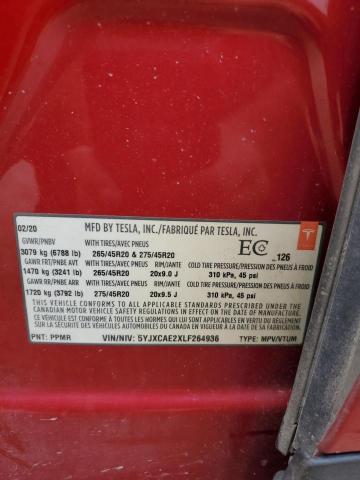 02/20 MFD BY TESLA, INC./FABRIQUÉ PAR TESLA, INC.
GVWR/PNBV WITH TIRES/AVEC PNEUS
3079 kg (6788 lb) 265/45R20 & 275/45R20 EC 126
GAWR FRT/PNBE AVT WITH TIRES/AVEC PNEUS RIM/JANTE COLD TIRE PRESSURE/PRESSION DES PNEUS À FROID
1470 kg (3241 lb) 265/45R20 20x9.0 J 310 kPa, 45 psi
GAWR RR/PNBE ARR WITH TIRES/AVEC PNEUS RIM/JANTE COLD TIRE PRESSURE/PRESSION DES PNEUS À FROID
1720 kg (3792 lb) 275/45R20 20x9.5 J 310 kPa, 45 psi
THIS VEHICLE CONFORMS TO ALL APPLICABLE STANDARDS PRESCRIBED UNDER THE
CANADIAN MOTOR VEHICLE SAFETY REGULATIONS IN EFFECT ON THE DATE OF
MANUFACTURE. / CE VÉHICULE EST CONFORME À TOUTES LES NORMES QUI LUI SONT
APPLICABLES EN VERTU DU RÈGLEMENT SUR LA SÉCURITÉ DES VÉHICULES
AUTOMOBILES DU CANADA EN VIGUEUR À LA DATE DE SA FABRICATION.
PNT: PPMR VIN/NIV: 5YJXCAE2XLF264936 TYPE: MPV/VTUM